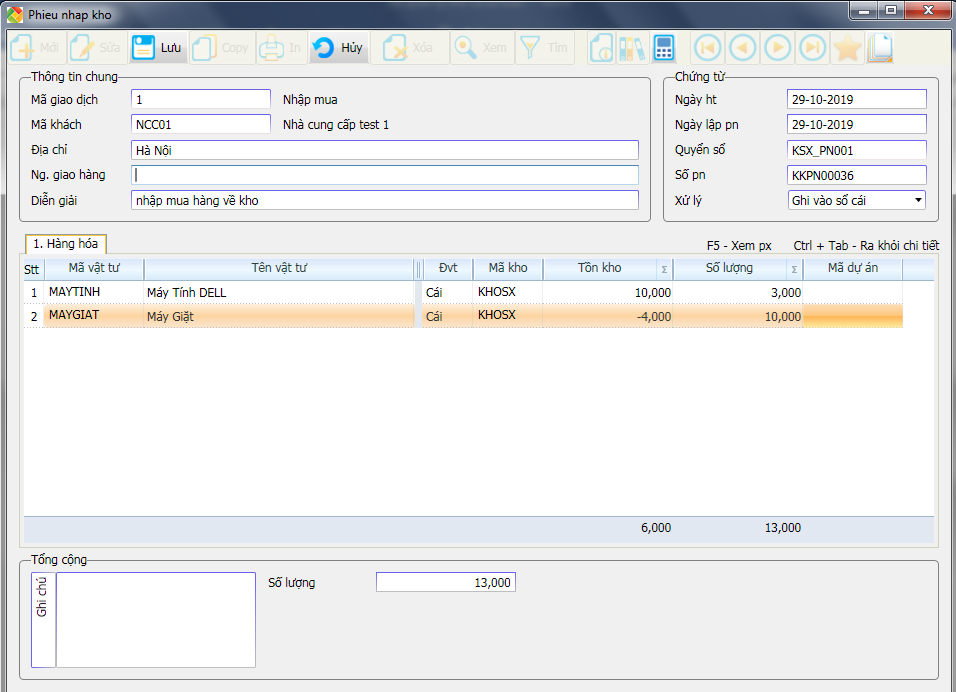 Phieu nhap kho
Mới Sửa Lưu Copy In Hủy Xóa Xem Tìm
Thông tin chung
Mã giao dịch 1 Nhập mua
Mã khách NCC01 Nhà cung cấp test 1
Địa chỉ Hà Nội
Ng. giao hàng
Diễn giải nhập mua hàng về kho
Chứng từ
Ngày ht 29-10-2019
Ngày lập pn 29-10-2019
Quyển sổ KSX_PN001
Số pn KKPN00036
Xử lý Ghi vào sổ cái
1. Hàng hóa F5 - Xem px Ctrl + Tab - Ra khỏi chi tiết
Stt Mã vật tư Tên vật tư Đvt Mã kho Tồn kho Σ Số lượng Σ Mã dự án
1 MAYTINH Máy Tính DELL Cái KHOSX 10,000 3,000
2 MAYGIAT Máy Giặt Cái KHOSX -4,000 10,000
6,000 13,000
Tổng cộng
Ghi chú
Số lượng 13,000